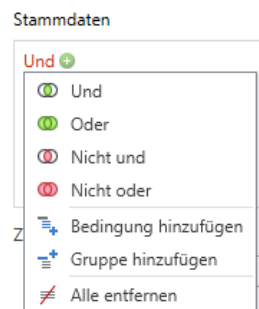 Stammdaten
Und
Und
Oder
Nicht und
Nicht oder
Z
Bedingung hinzufügen
Gruppe hinzufügen
Alle entfernen